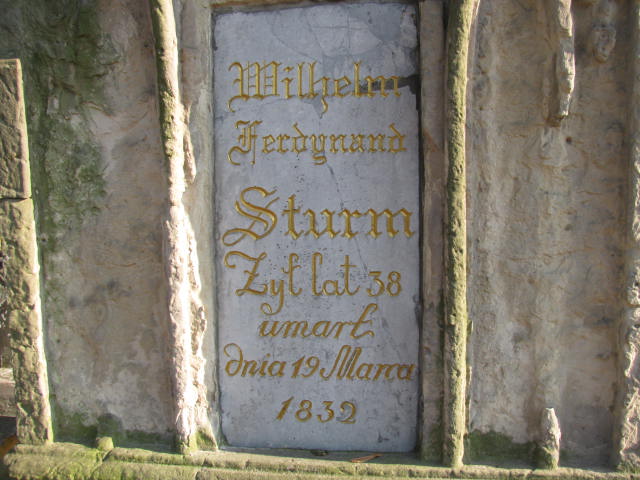 Wilhelm
Ferdynand
Sturm
Żył lat 38
umarł
dnia 19 Marca
1832